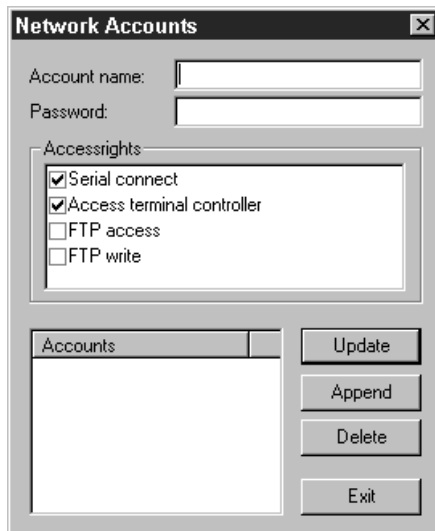 Network Accounts
Account name:
Password:
Accessrights
Serial connect
Access terminal controller
FTP access
FTP write
Accounts
Update
Append
Delete
Exit